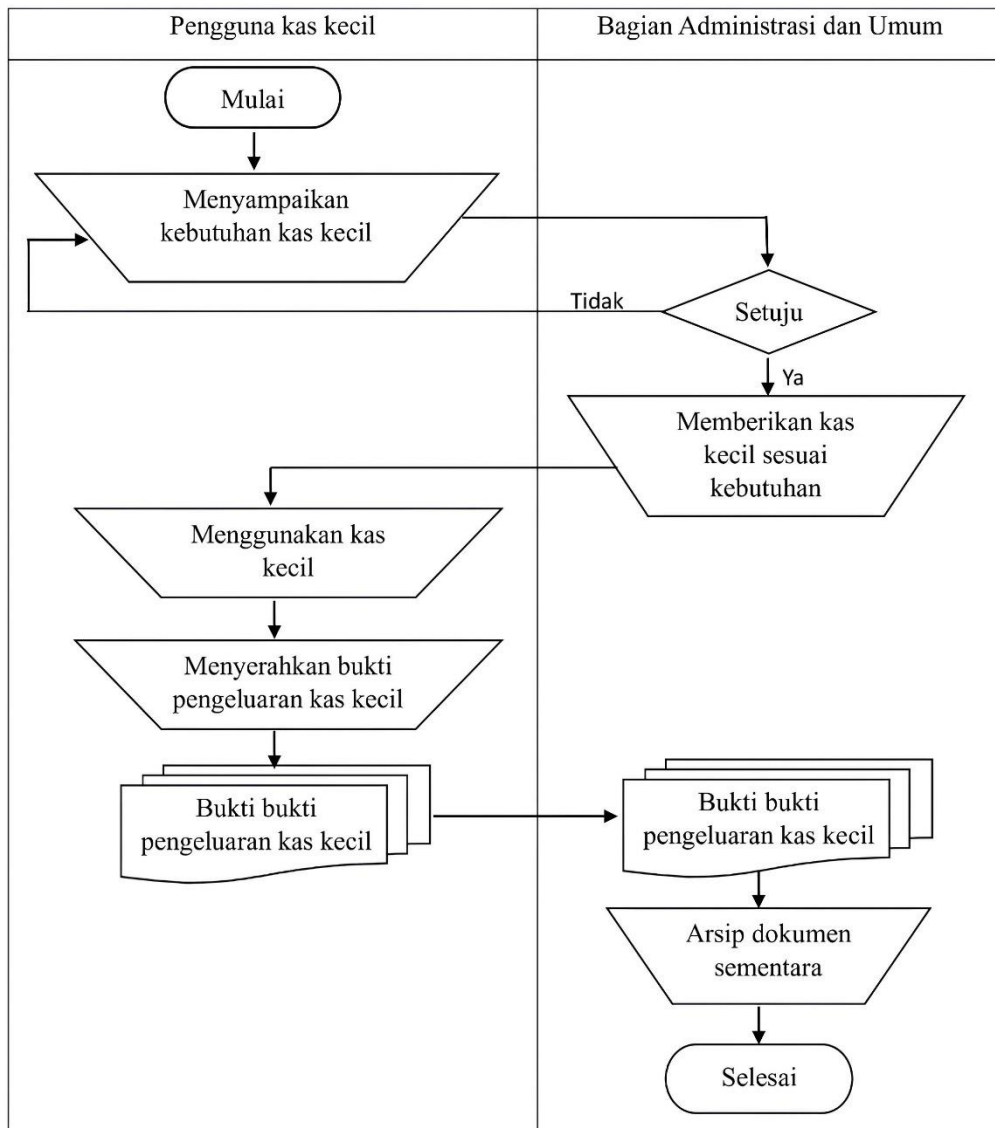 Pengguna kas kecil
Bagian Administrasi dan Umum
Mulai
Menyampaikan
kebutuhan kas kecil
Tidak
Setuju
Ya
Memberikan kas
kecil sesuai
kebutuhan
Menggunakan kas
kecil
Menyerahkan bukti
pengeluaran kas kecil
Bukti bukti
pengeluaran kas kecil
Bukti bukti
pengeluaran kas kecil
Arsip dokumen
sementara
Selesai